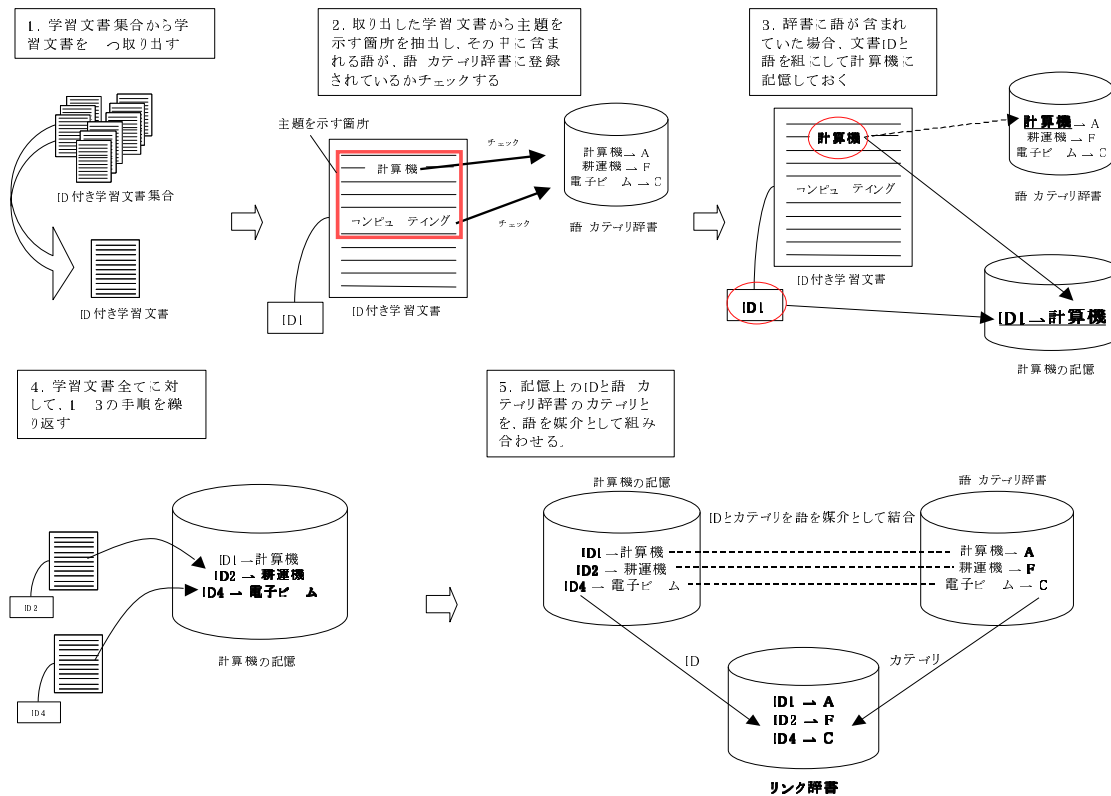 1. 学習文書集合から学
習文書を 一つ取り出す
ID付き学習文書集合
ID付き学習文書
2. 取り出した学習文書から主題を
示す箇所を抽出し、その中に含ま
れる語が、語 カテゴリ辞書に登録
されているかチェックする
主題を示す箇所
計算機
コンピュ ティング
チェック
チェック
計算機→A
耕運機→F
電子ビ ム→C
語 カテゴリ辞書
ID付き学習文書
ID1
3. 辞書に語が含まれ
ていた場合、文書IDと
語を組にして計算機に
記憶しておく
計算機
コンピュ ティング
ID付き学習文書
ID1
計算機→A
耕運機→F
電子ビ ム→C
語 カテゴリ辞書
ID1→計算機
計算機の記憶
4. 学習文書全てに対
して、1 3の手順を繰
り返す
ID2
ID4
ID1→計算機
ID2→耕運機
ID4→電子ビ ム
計算機の記憶
5. 記憶上のIDと語 カ
テゴリ辞書のカテゴリと
を、語を媒介として組み
合わせる。
計算機の記憶
語 カテゴリ辞書
IDとカテゴリを語を媒介として結合
ID1→計算機
ID2→耕運機
ID4→電子ビ ム
計算機→A
耕運機→F
電子ビ ム→C
ID
カテゴリ
ID1→A
ID2→F
ID4→C
リンク辞書